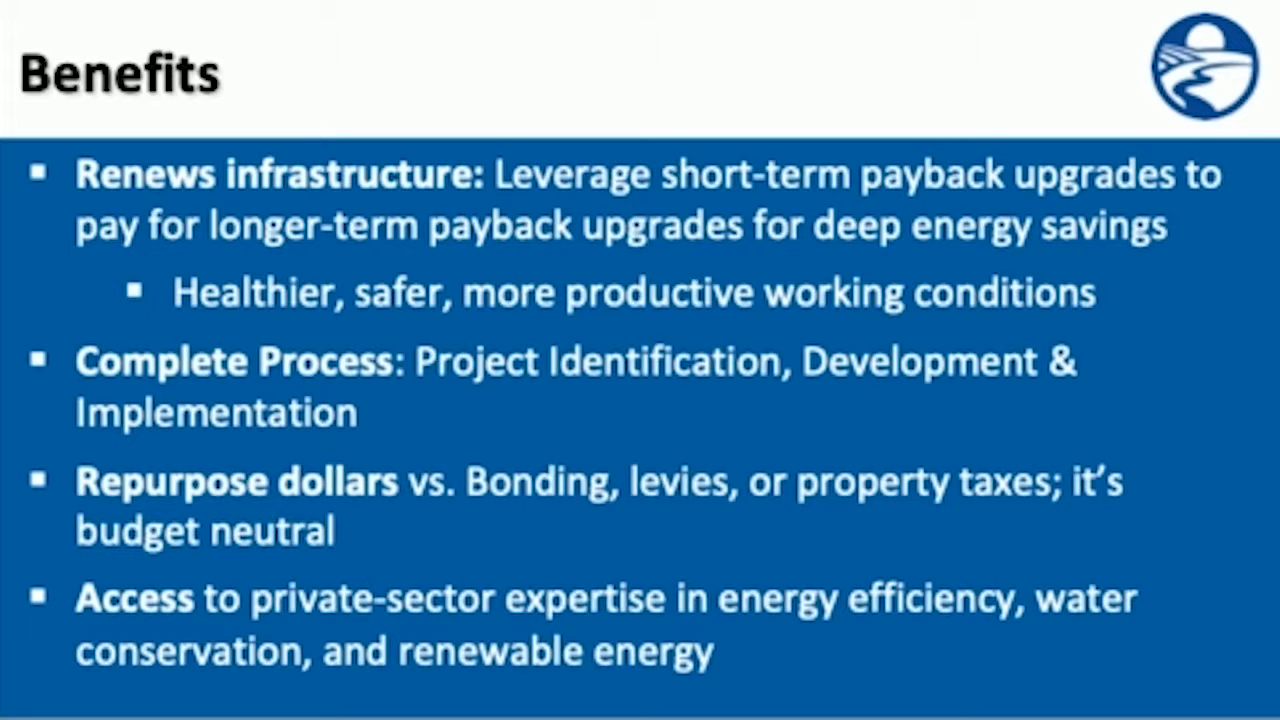 Benefits
▪ Renews infrastructure: Leverage short-term payback upgrades to
pay for longer-term payback upgrades for deep energy savings
▪ Healthier, safer, more productive working conditions
▪ Complete Process: Project Identification, Development &
Implementation
▪ Repurpose dollars vs. Bonding, levies, or property taxes; it’s
budget neutral
▪ Access to private-sector expertise in energy efficiency, water
conservation, and renewable energy